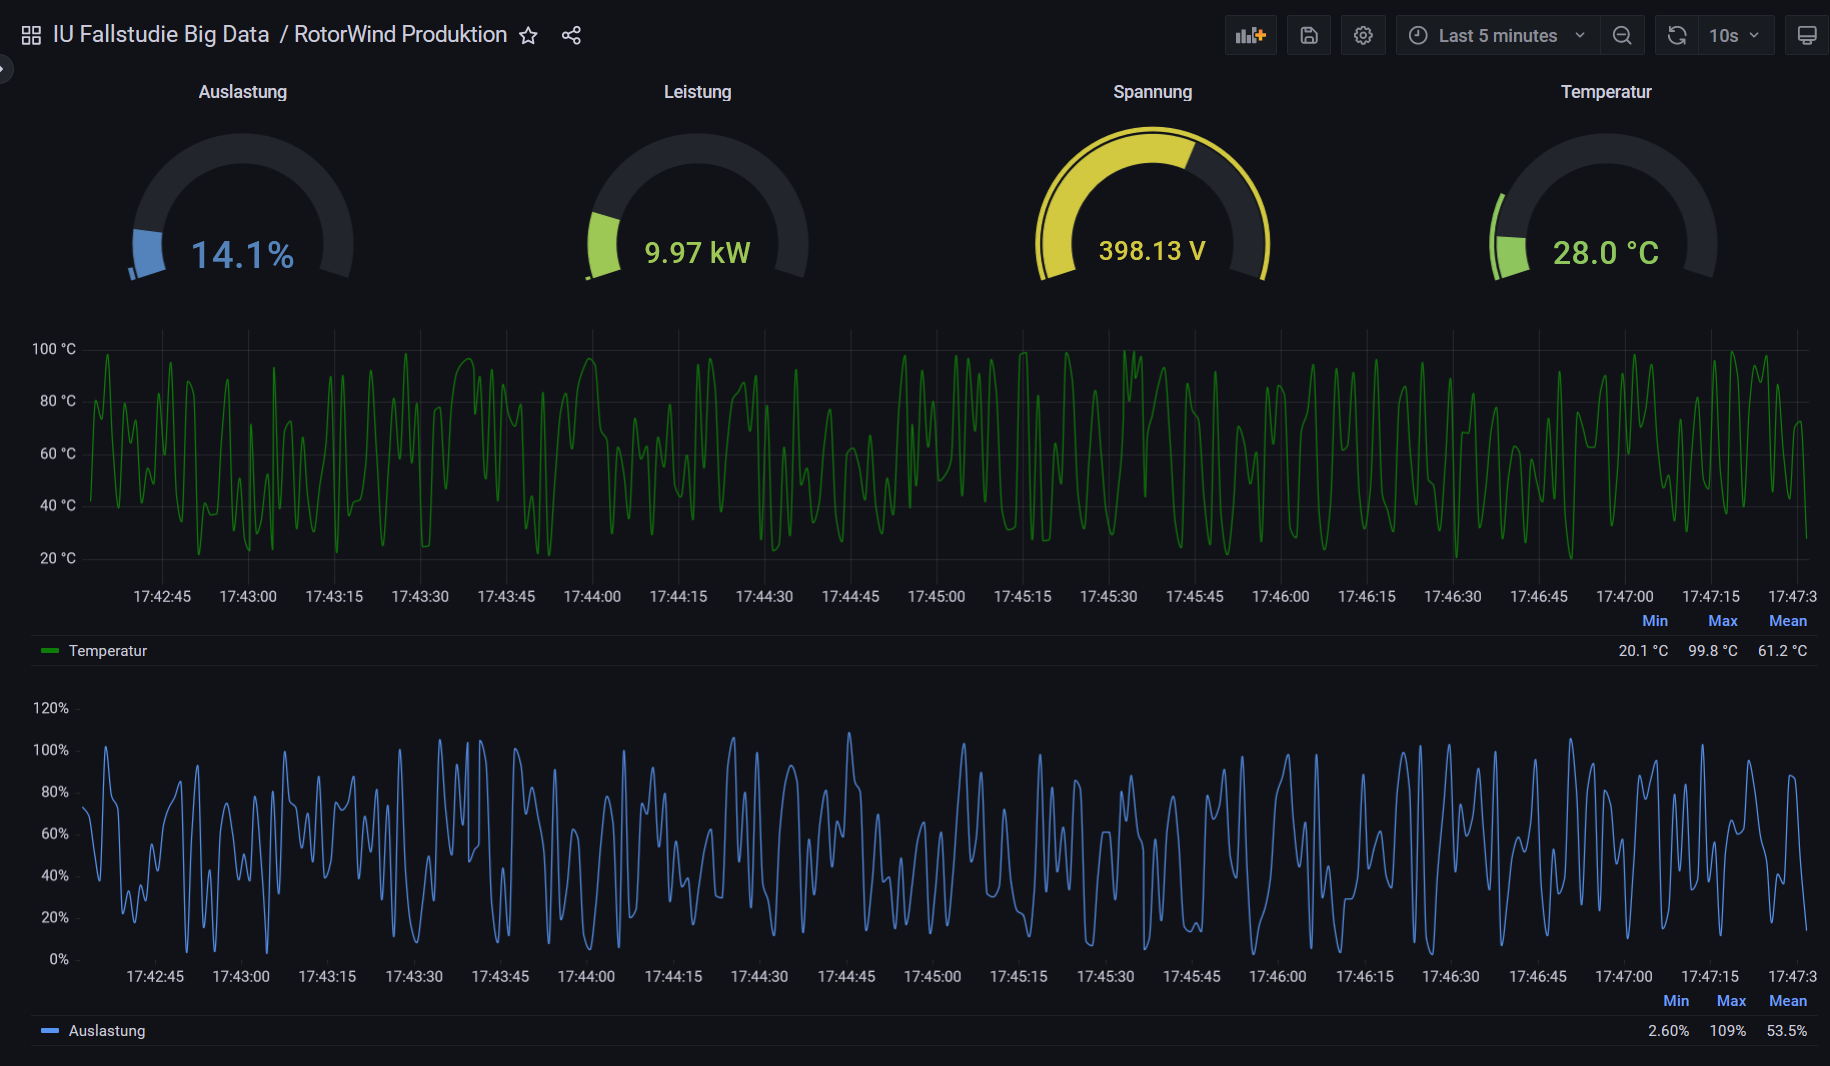 IU Fallstudie Big Data / RotorWind Produktion
Last 5 minutes
10s
Auslastung
Leistung
Spannung
Temperatur
14.1%
9.97 kW
398.13 V
28.0 °C
100 °C
80 °C
60 °C
40 °C
20 °C
17:42:45 17:43:00 17:43:15 17:43:30 17:43:45 17:44:00 17:44:15 17:44:30 17:44:45 17:45:00 17:45:15 17:45:30 17:45:45 17:46:00 17:46:15 17:46:30 17:46:45 17:47:00 17:47:15 17:47:3
Min Max Mean
Temperatur 20.1 °C 99.8 °C 61.2 °C
120%
100%
80%
60%
40%
20%
0%
17:42:45 17:43:00 17:43:15 17:43:30 17:43:45 17:44:00 17:44:15 17:44:30 17:44:45 17:45:00 17:45:15 17:45:30 17:45:45 17:46:00 17:46:15 17:46:30 17:46:45 17:47:00 17:47:15 17:47:3
Min Max Mean
Auslastung 2.60% 109% 53.5%